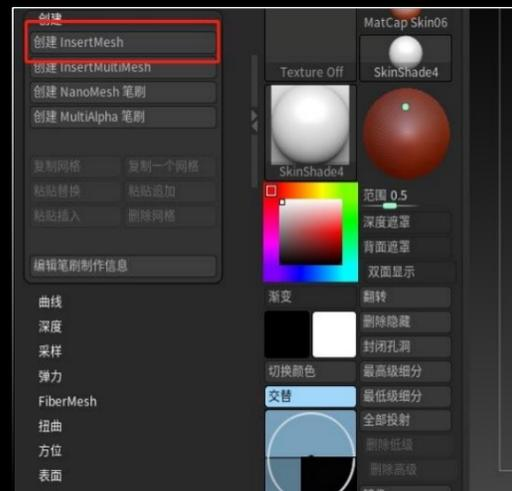 创建
创建 InsertMesh
创建 InsertMultiMesh
创建 NanoMesh 笔刷
创建 MultiAlpha 笔刷
复制网格 复制一个网格
粘贴替换 粘贴追加
粘贴插入 删除网格
编辑笔刷制作信息
曲线
深度
采样
弹力
FiberMesh
扭曲
方位
表面
MatCap Skin06
Texture Off SkinShade4
SkinShade4
范围 0.5
深度遮罩
背面遮罩
双面显示
渐变 翻转
删除隐藏
封闭孔洞
切换颜色 最高级细分
交替 最低级细分
全部投射
删除低级
删除高级